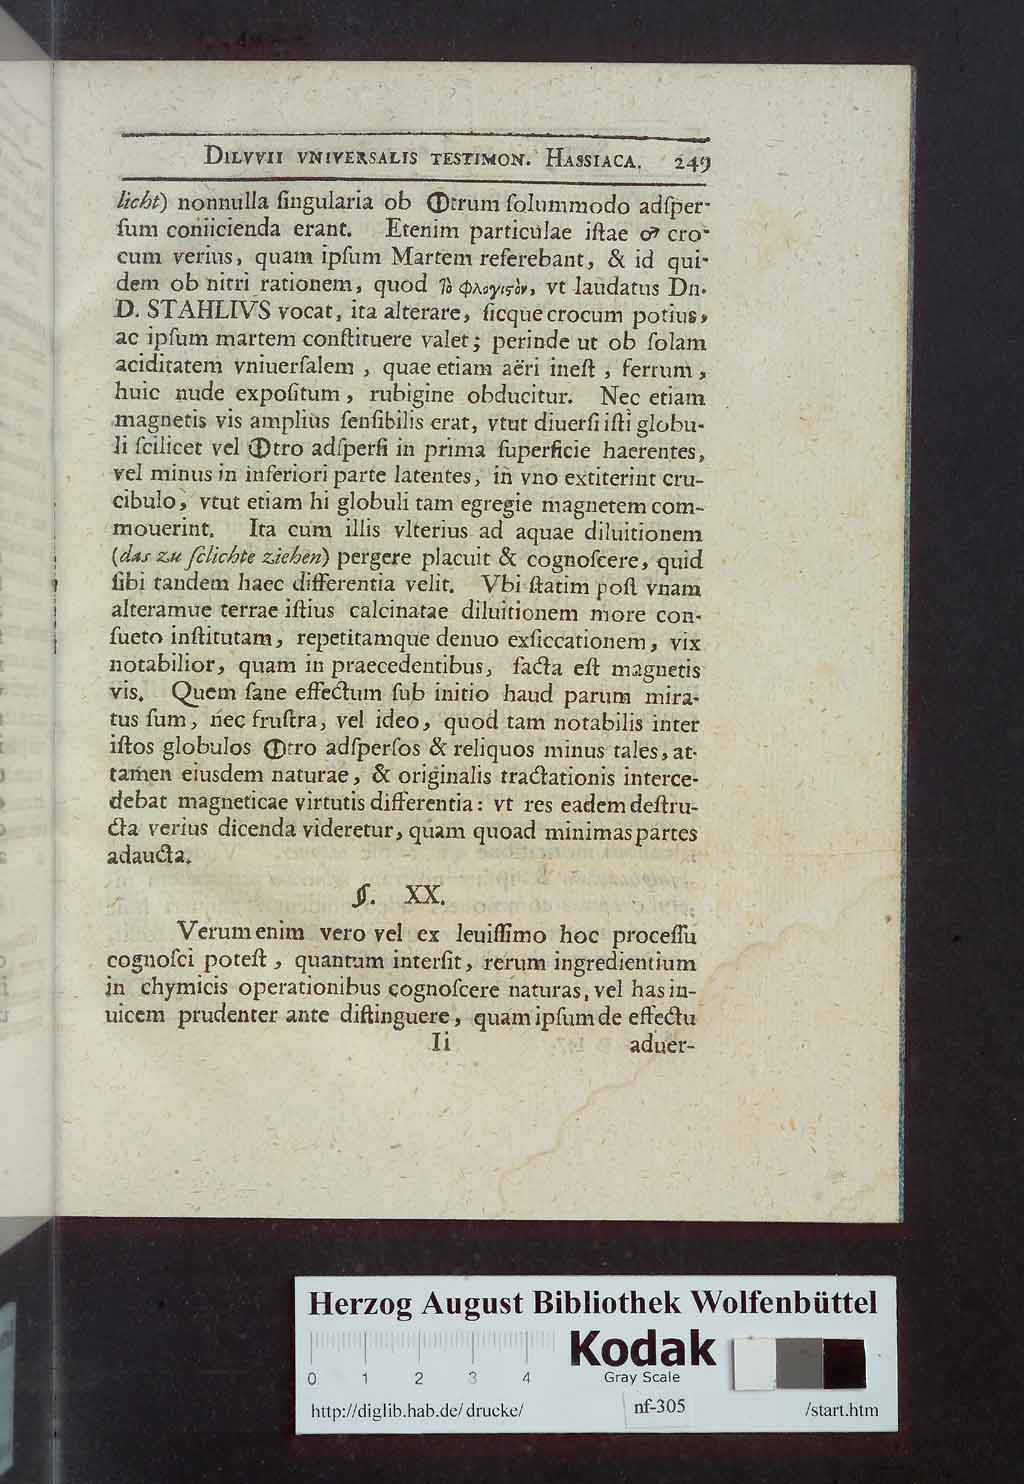 DILVVII VNIVERSALIS TESTIMON. HASSIACA. 249
licht) nonnulla ſingularia ob ⦶trum ſolummodo adſper-
ſum coniicienda erant. Etenim particulae iſtae ♂ cro-
cum verius, quam ipſum Martem referebant, & id qui-
dem ob nitri rationem, quod τὸ φλογιϛὸν, vt laudatus Dn.
D. STAHLIVS vocat, ita alterare, ſicque crocum potius,
ac ipſum martem conſtituere valet; perinde ut ob ſolam
aciditatem vniuerſalem, quae etiam aëri ineſt, ferrum,
huic nude expoſitum, rubigine obducitur. Nec etiam
magnetis vis amplius ſenſibilis erat, vtut diuerſi iſti globu-
li ſcilicet vel ⦶tro adſperſi in prima ſuperficie haerentes,
vel minus in inferiori parte latentes, in vno extiterint cru-
cibulo, vtut etiam hi globuli tam egregie magnetem com-
mouerint. Ita cum illis vlterius ad aquae diluitionem
(das zu ſchlichte ziehen) pergere placuit & cognoſcere, quid
ſibi tandem haec differentia velit. Vbi ſtatim poſt vnam
alteramue terrae iſtius calcinatae diluitionem more con-
ſueto inſtitutam, repetitamque denuo exſiccationem, vix
notabilior, quam in praecedentibus, facta eſt magnetis
vis. Quem ſane effectum ſub initio haud parum mira-
tus ſum, nec fruſtra, vel ideo, quod tam notabilis inter
iſtos globulos ⦶tro adſperſos & reliquos minus tales, at-
tamen eiusdem naturae, & originalis tractationis interce-
debat magneticae virtutis differentia: vt res eadem deſtru-
cta verius dicenda videretur, quam quoad minimas partes
adaucta.
§. XX.
Verum enim vero vel ex leuiſſimo hoc proceſſu
cognoſci poteſt, quantum interſit, rerum ingredientium
in chymicis operationibus cognoſcere naturas, vel has in-
uicem prudenter ante diſtinguere, quam ipſum de effectu
Ii aduer-
Herzog August Bibliothek Wolfenbüttel
Kodak
Gray Scale
0 1 2 3 4
http://diglib.hab.de/drucke/ nf-305 /start.htm